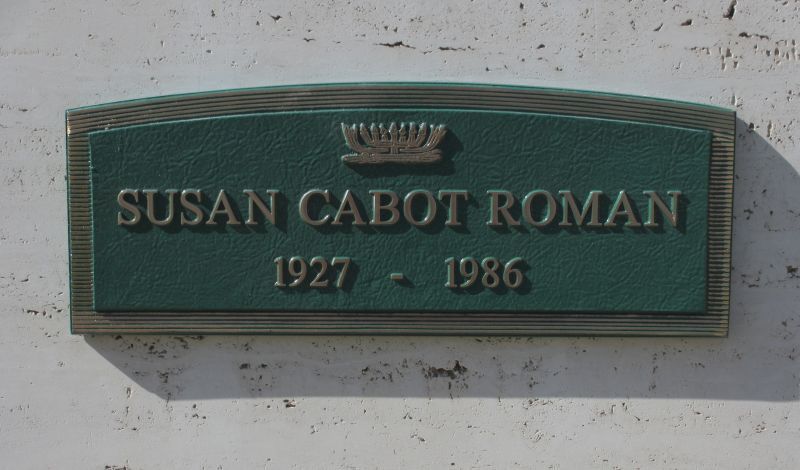 SUSAN CABOT ROMAN
1927 - 1986